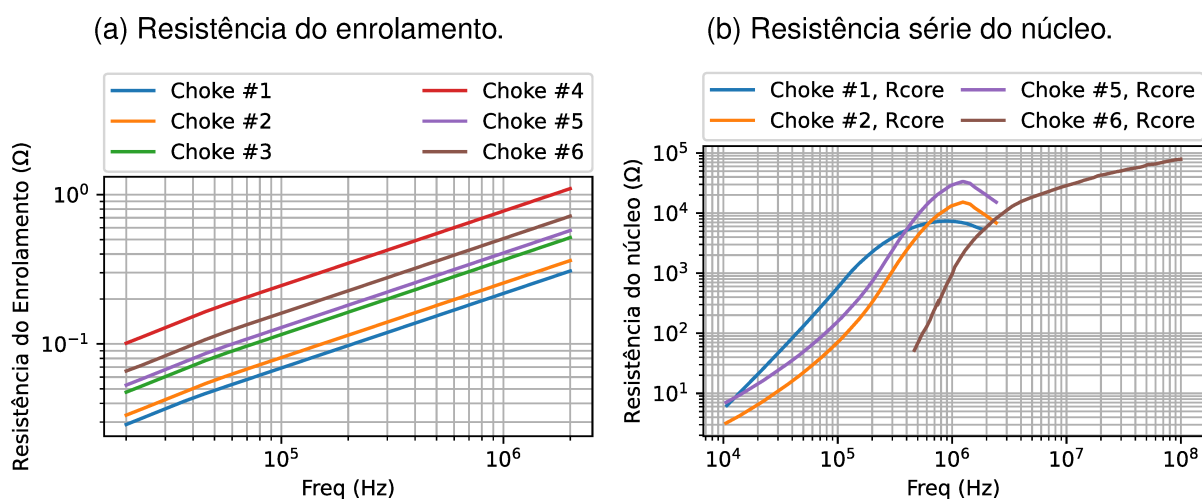 (a) Resistência do enrolamento.
Choke #1
Choke #2
Choke #3
Choke #4
Choke #5
Choke #6
Resistência do Enrolamento (Ω)
10⁰
10⁻¹
10⁵
10⁶
Freq (Hz)
(b) Resistência série do núcleo.
Choke #1, Rcore
Choke #2, Rcore
Choke #5, Rcore
Choke #6, Rcore
Resistência do núcleo (Ω)
10⁵
10⁴
10³
10²
10¹
10⁴
10⁵
10⁶
10⁷
10⁸
Freq (Hz)